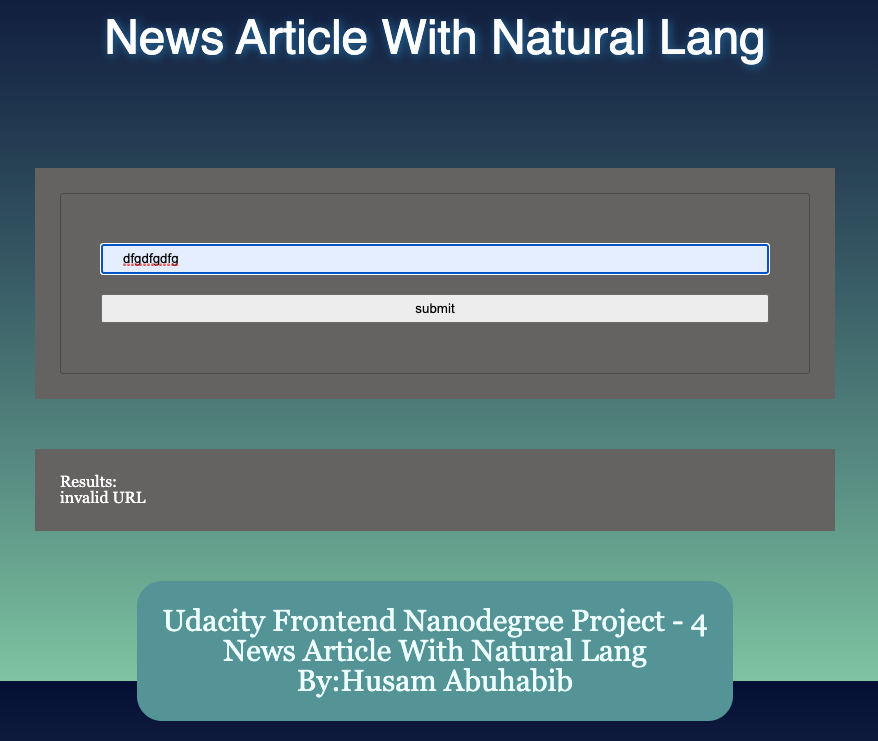 News Article With Natural Lang
dfgdfgdfg
submit
Results:
invalid URL
Udacity Frontend Nanodegree Project - 4
News Article With Natural Lang
By:Husam Abuhabib